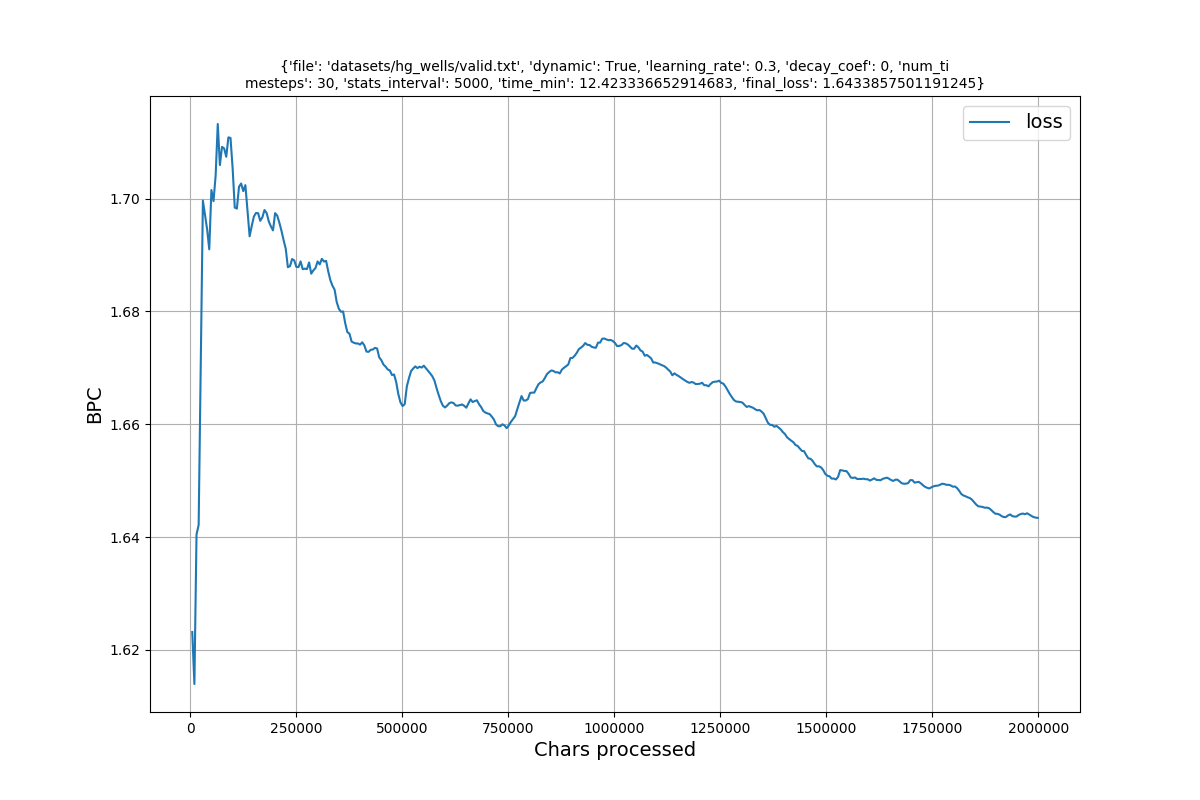 {'file': 'datasets/hg_wells/valid.txt', 'dynamic': True, 'learning_rate': 0.3, 'decay_coef': 0, 'num_ti
mesteps': 30, 'stats_interval': 5000, 'time_min': 12.423336652914683, 'final_loss': 1.6433857501191245}
loss
1.70
1.68
1.66
1.64
1.62
BPC
0 250000 500000 750000 1000000 1250000 1500000 1750000 2000000
Chars processed